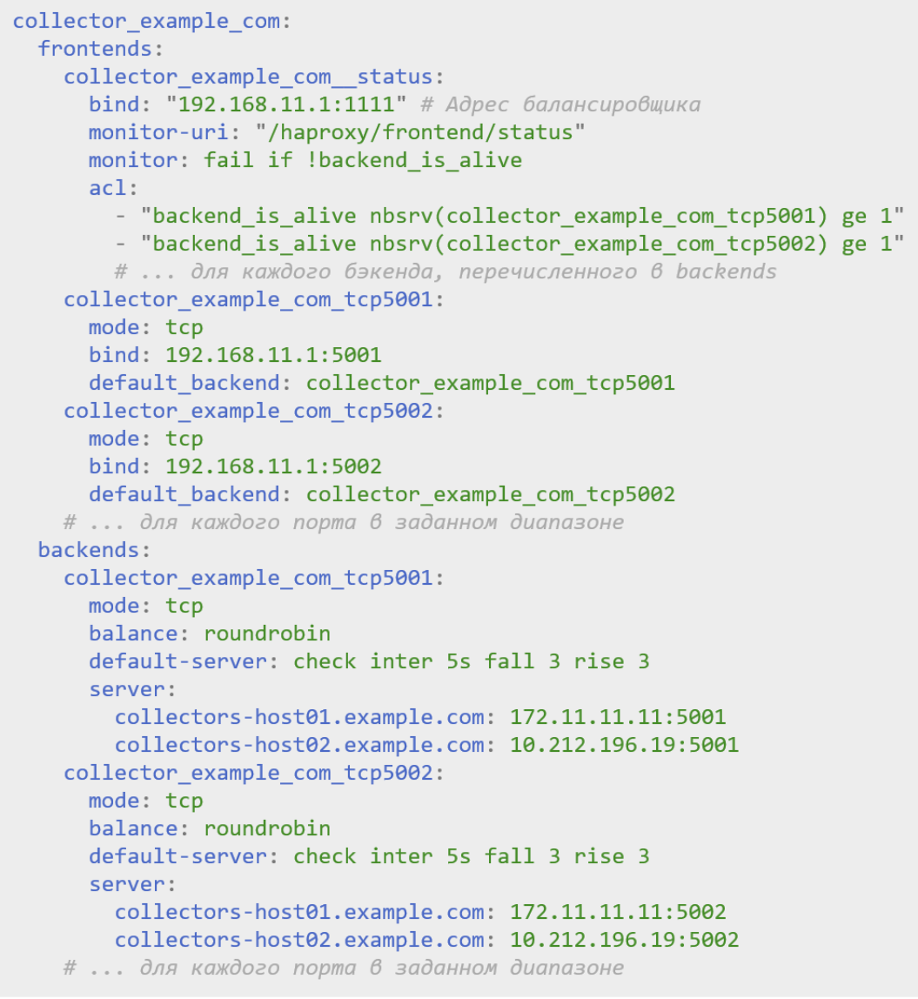 collector_example_com:
  frontends:
    collector_example_com__status:
      bind: "192.168.11.1:1111" # Адрес балансировщика
      monitor-uri: "/haproxy/frontend/status"
      monitor: fail if !backend_is_alive
      acl:
        - "backend_is_alive nbsrv(collector_example_com_tcp5001) ge 1"
        - "backend_is_alive nbsrv(collector_example_com_tcp5002) ge 1"
        # ... для каждого бэкенда, перечисленного в backends
    collector_example_com_tcp5001:
      mode: tcp
      bind: 192.168.11.1:5001
      default_backend: collector_example_com_tcp5001
    collector_example_com_tcp5002:
      mode: tcp
      bind: 192.168.11.1:5002
      default_backend: collector_example_com_tcp5002
    # ... для каждого порта в заданном диапазоне
  backends:
    collector_example_com_tcp5001:
      mode: tcp
      balance: roundrobin
      default-server: check inter 5s fall 3 rise 3
      server:
        collectors-host01.example.com: 172.11.11.11:5001
        collectors-host02.example.com: 10.212.196.19:5001
    collector_example_com_tcp5002:
      mode: tcp
      balance: roundrobin
      default-server: check inter 5s fall 3 rise 3
      server:
        collectors-host01.example.com: 172.11.11.11:5002
        collectors-host02.example.com: 10.212.196.19:5002
    # ... для каждого порта в заданном диапазоне